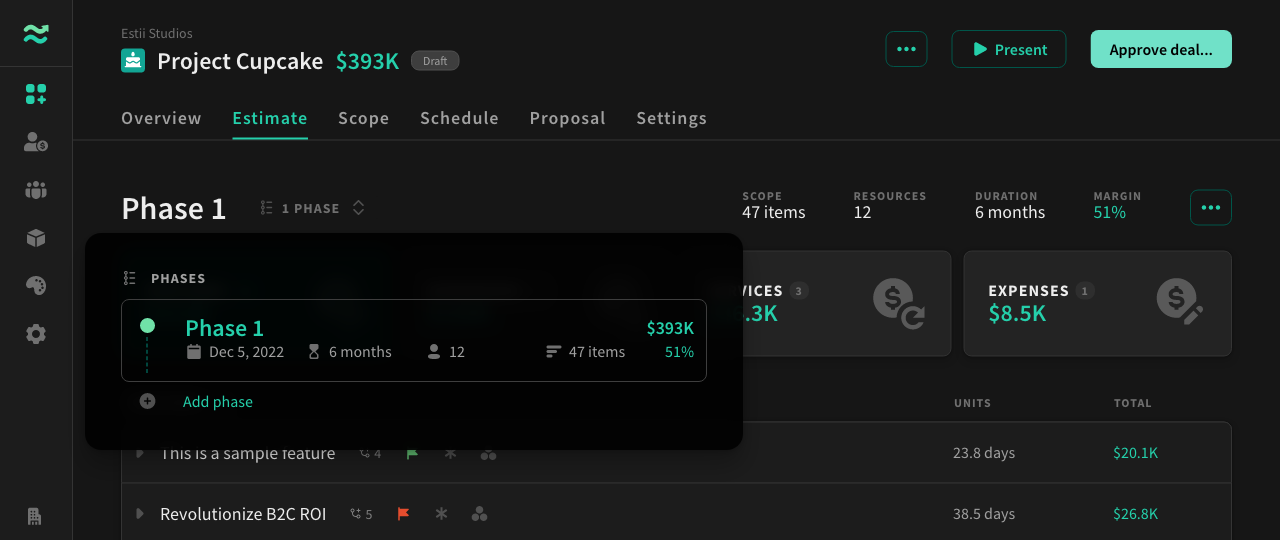 Estii Studios
Project Cupcake $393K Draft
••• Present Approve deal...
Overview Estimate Scope Schedule Proposal Settings
Phase 1 1 PHASE
SCOPE RESOURCES DURATION MARGIN
47 items 12 6 months 51%
PHASES
Phase 1 $393K
Dec 5, 2022 6 months 12 47 items 51%
Add phase
VICES 3
.3K
EXPENSES 1
$8.5K
UNITS TOTAL
This is a sample feature 4 23.8 days $20.1K
Revolutionize B2C ROI 5 38.5 days $26.8K